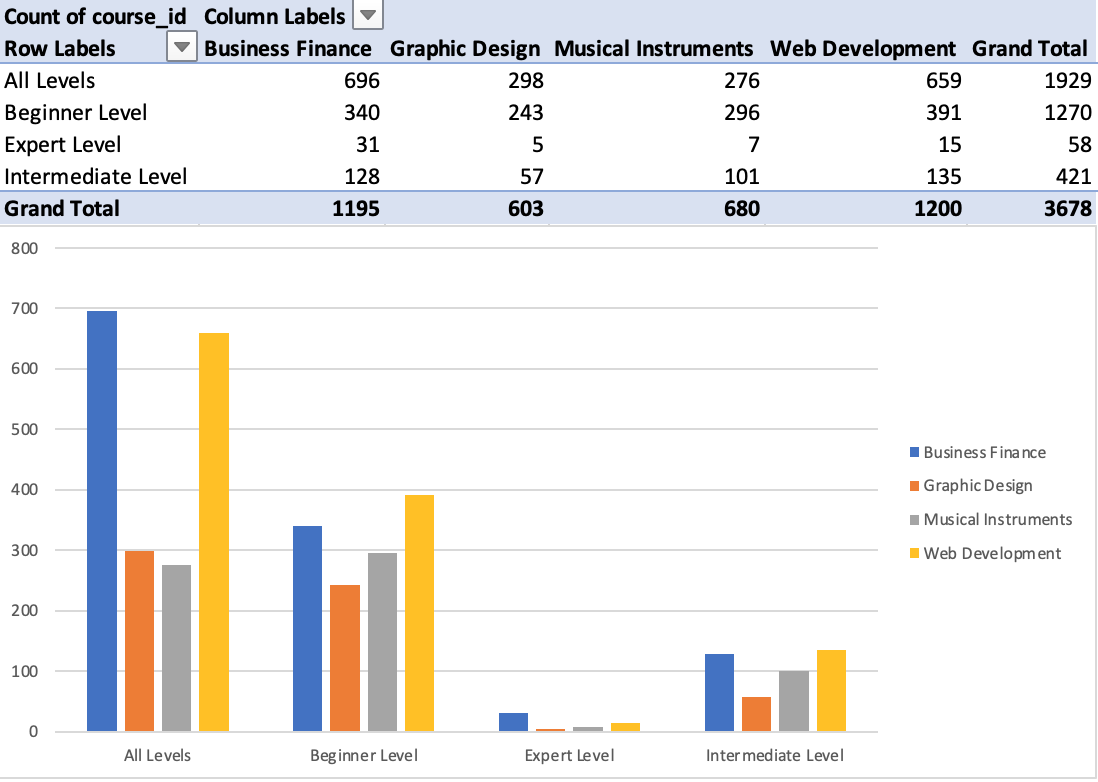 Count of course_id Column Labels
Row Labels Business Finance Graphic Design Musical Instruments Web Development Grand Total
All Levels 696 298 276 659 1929
Beginner Level 340 243 296 391 1270
Expert Level 31 5 7 15 58
Intermediate Level 128 57 101 135 421
Grand Total 1195 603 680 1200 3678
800
700
600
500
400
300
200
100
0
All Levels Beginner Level Expert Level Intermediate Level
Business Finance
Graphic Design
Musical Instruments
Web Development